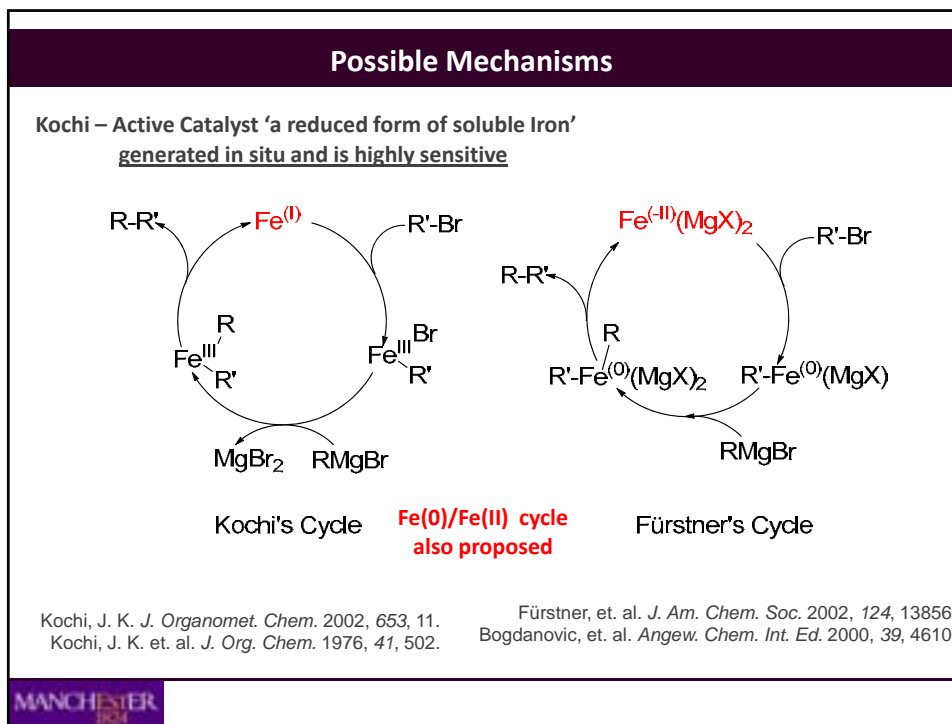 Possible Mechanisms
Kochi – Active Catalyst ‘a reduced form of soluble Iron’
generated in situ and is highly sensitive
R-R'
Fe(I)
R'-Br
R
FeIII
R'
Br
FeIII
R'
MgBr2
RMgBr
Kochi's Cycle
Fe(0)/Fe(II) cycle
also proposed
Fe(-II)(MgX)2
R'-Br
R-R'
R
R'-Fe(0)(MgX)2
R'-Fe(0)(MgX)
RMgBr
Fürstner's Cycle
Kochi, J. K. J. Organomet. Chem. 2002, 653, 11.
Kochi, J. K. et. al. J. Org. Chem. 1976, 41, 502.
Fürstner, et. al. J. Am. Chem. Soc. 2002, 124, 13856
Bogdanovic, et. al. Angew. Chem. Int. Ed. 2000, 39, 4610
MANCHESTER
1824